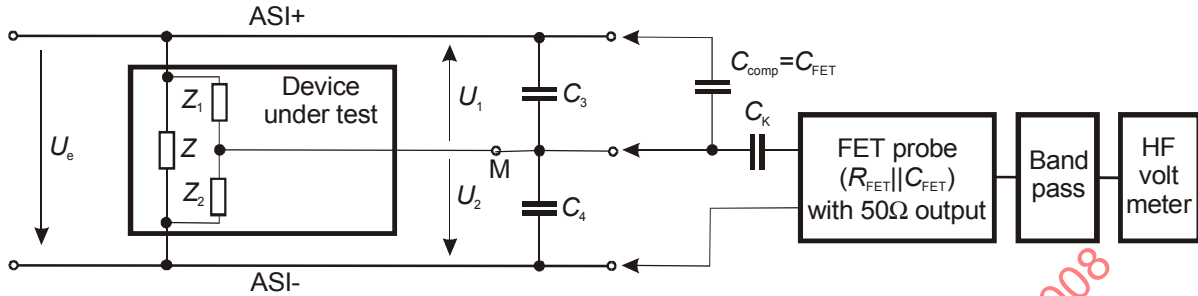 ASI+
Device
under test
Z1
Z
Z2
Ue
U1
U2
M
C3
C4
Ccomp=CFET
CK
FET probe
(RFET||CFET)
with 50Ω output
Band
pass
HF
volt
meter
ASI-
008